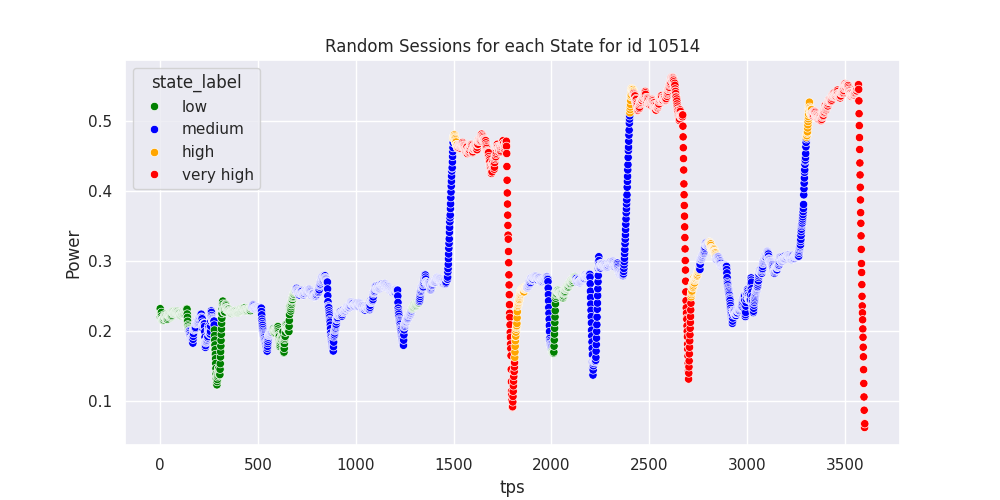 Random Sessions for each State for id 10514
state_label
low
medium
high
very high
Power
0.5
0.4
0.3
0.2
0.1
0 500 1000 1500 2000 2500 3000 3500
tps